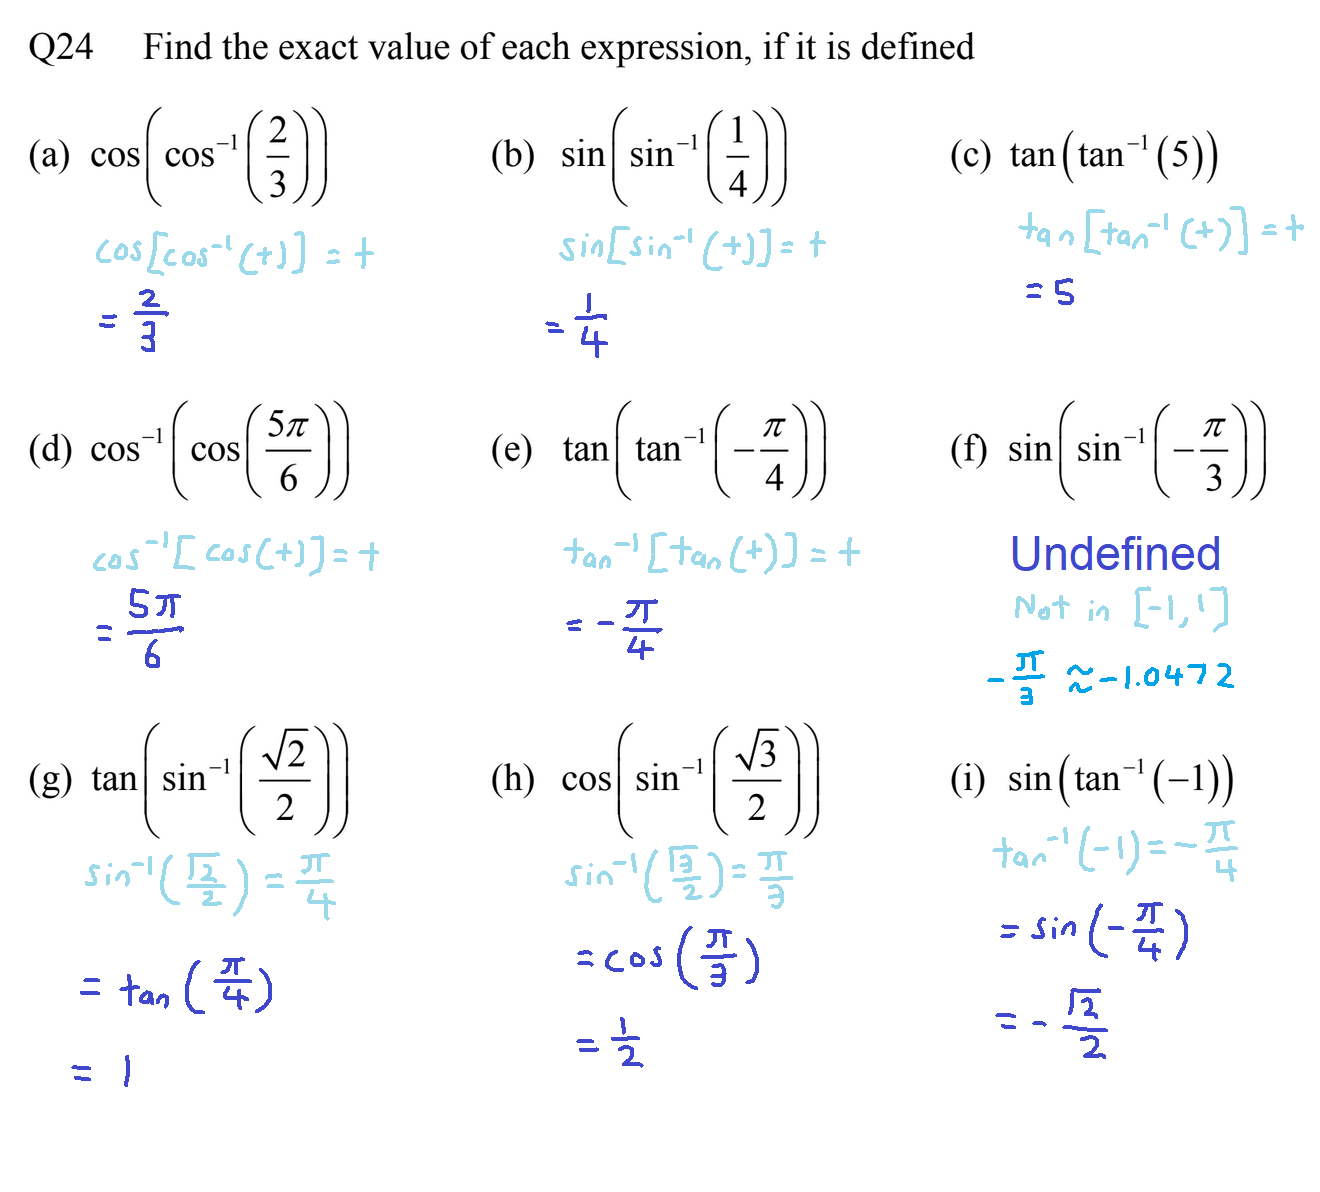 Q24 Find the exact value of each expression, if it is defined
(a) cos(cos⁻¹(2/3))
cos[cos⁻¹(t)] = t
= 2/3
(b) sin(sin⁻¹(1/4))
sin[sin⁻¹(t)] = t
= 1/4
(c) tan(tan⁻¹(5))
tan[tan⁻¹(t)] = t
= 5
(d) cos⁻¹(cos(5π/6))
cos⁻¹[cos(t)] = t
= 5π/6
(e) tan(tan⁻¹(−π/4))
tan⁻¹[tan(t)] = t
= −π/4
(f) sin(sin⁻¹(−π/3))
Undefined
Not in [-1, 1]
−π/3 ≈ −1.0472
(g) tan(sin⁻¹(√2/2))
sin⁻¹(√2/2) = π/4
= tan(π/4)
= 1
(h) cos(sin⁻¹(√3/2))
sin⁻¹(√3/2) = π/3
= cos(π/3)
= 1/2
(i) sin(tan⁻¹(−1))
tan⁻¹(−1) = −π/4
= sin(−π/4)
= −√2/2